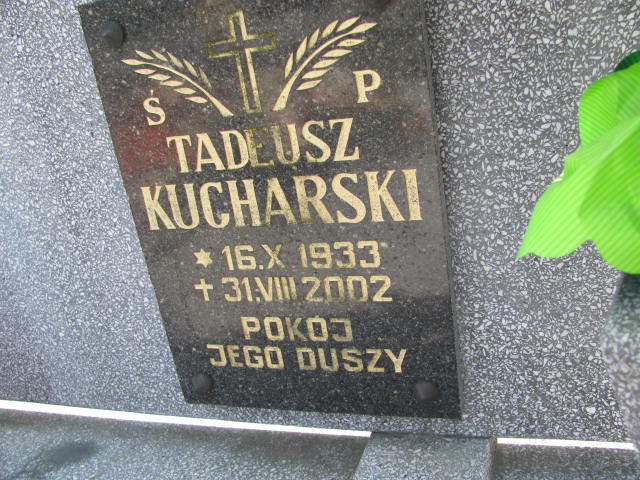 Ś P
TADEUSZ
KUCHARSKI
* 16.X.1933
✝ 31.VIII.2002
POKÓJ
JEGO DUSZY